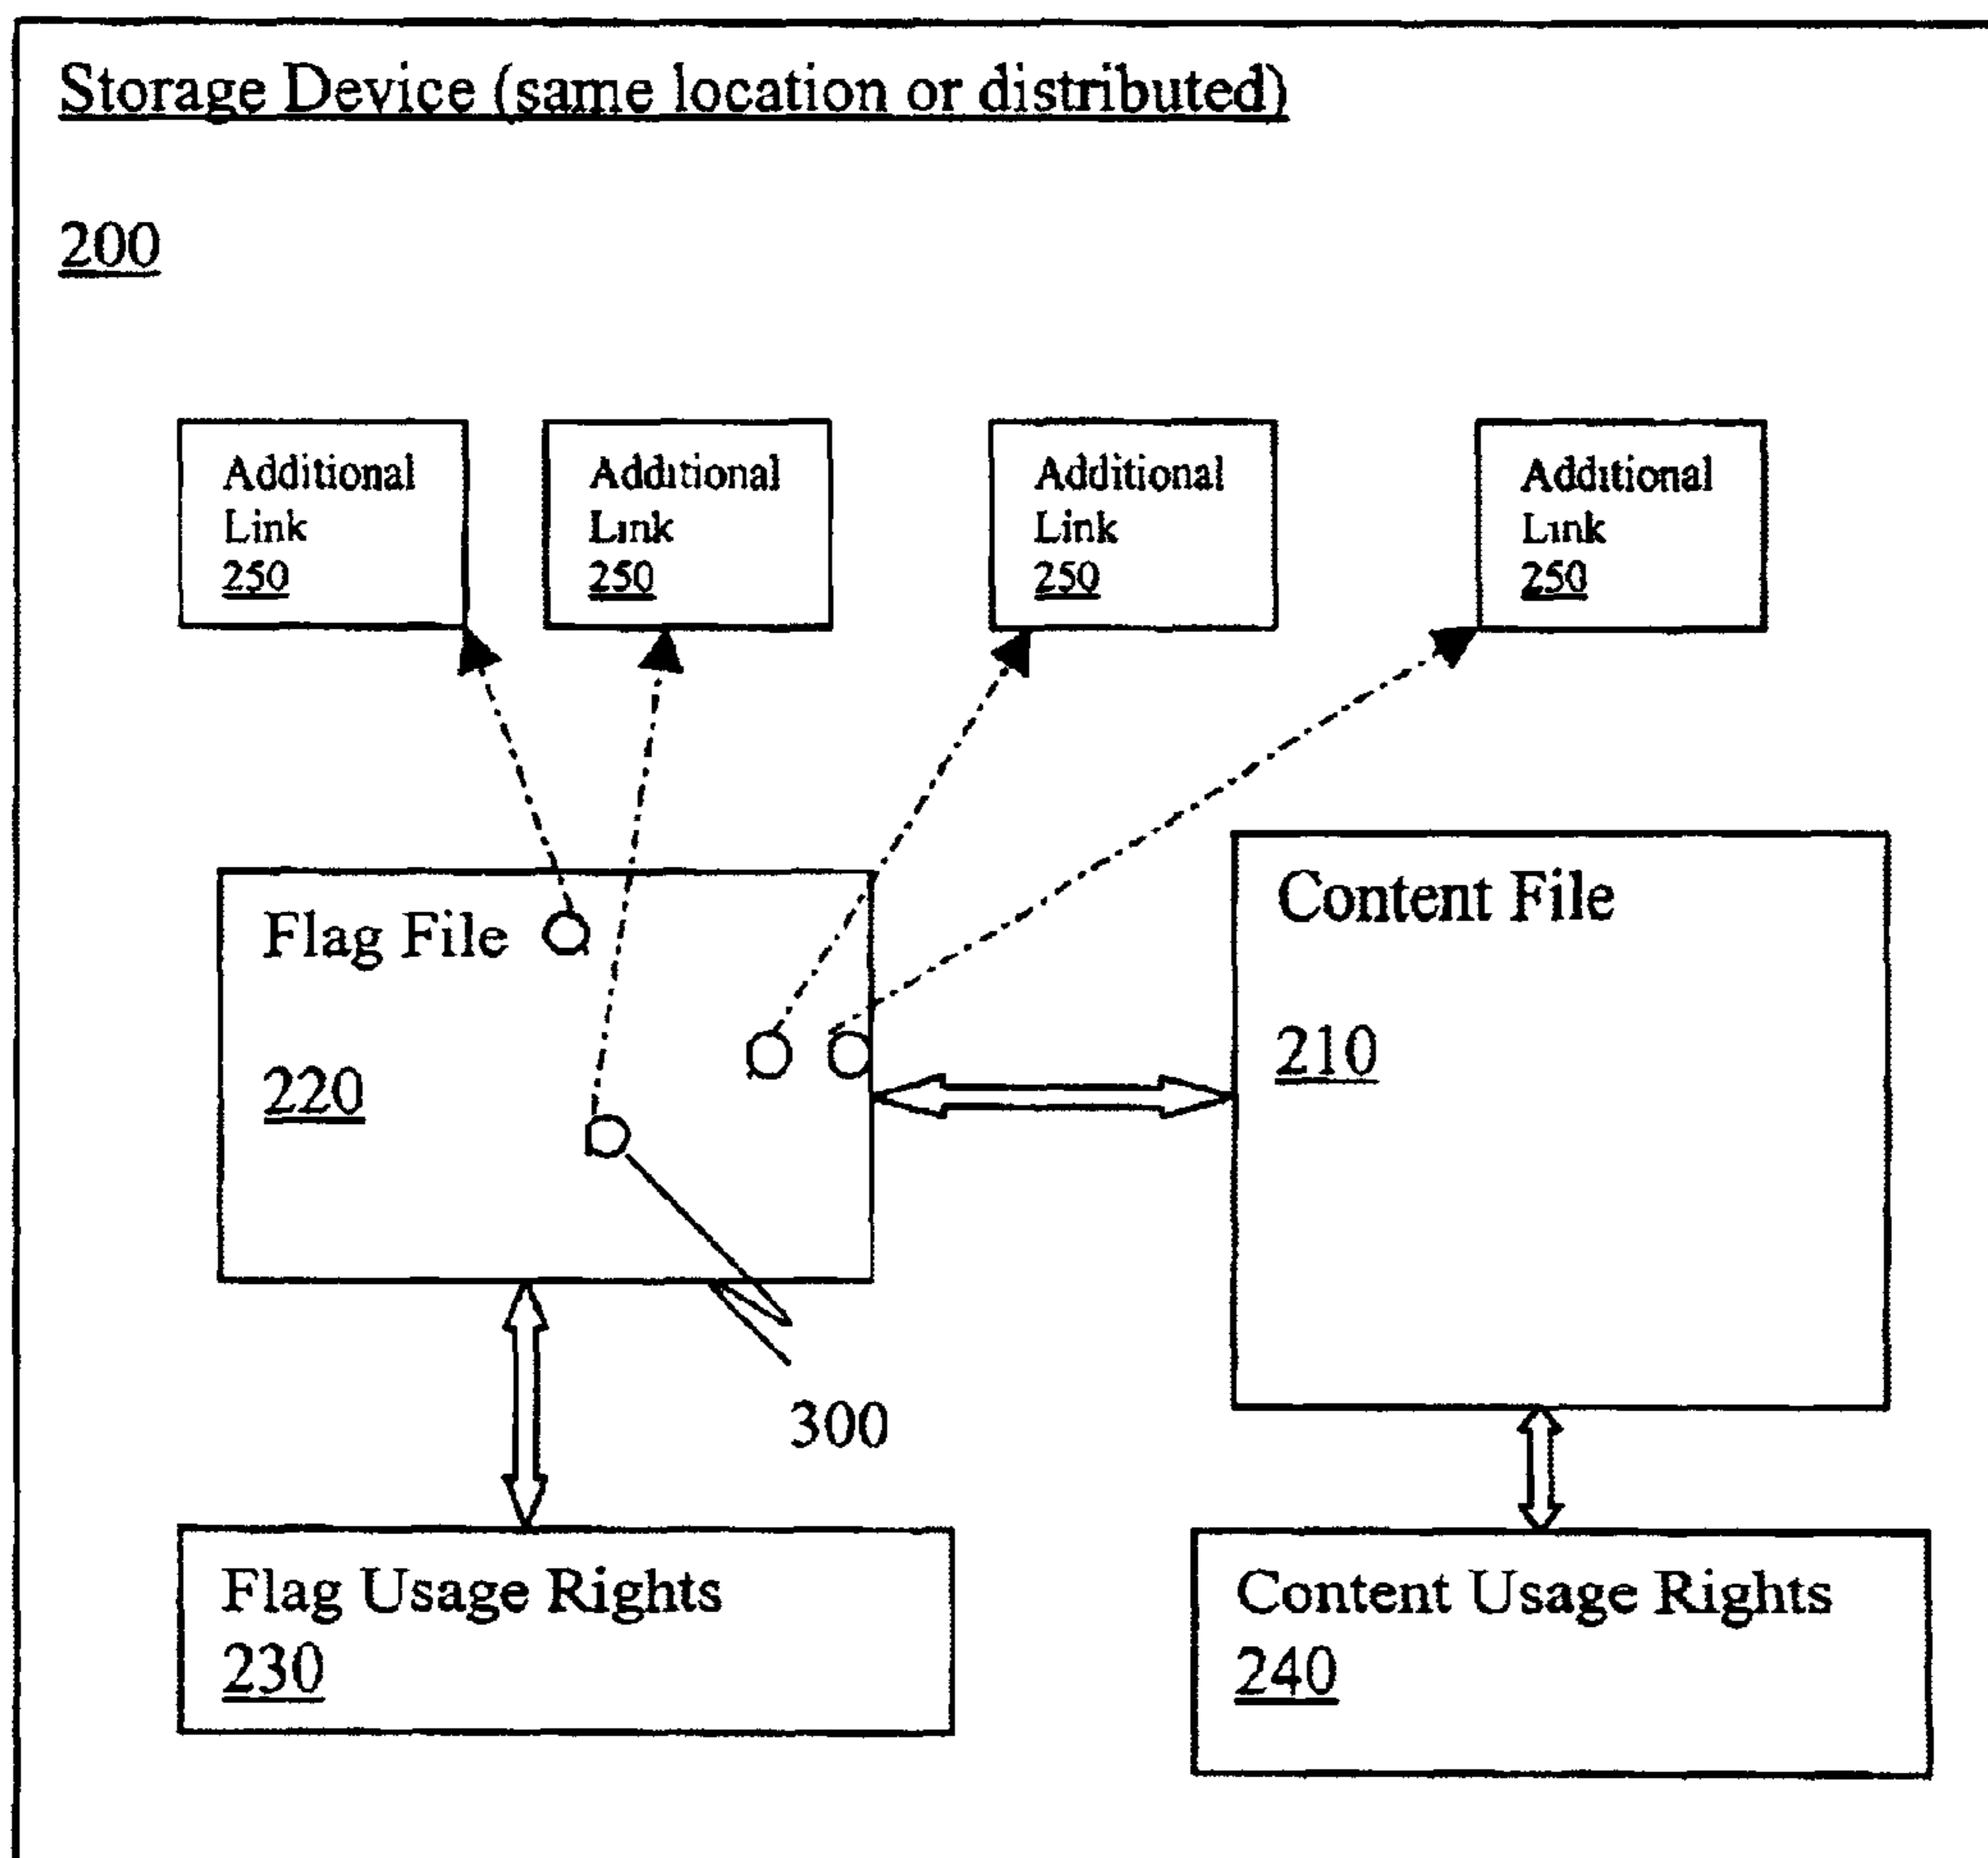 Storage Device (same location or distributed)
200
Additional
Link
250
Additional
Link
250
Additional
Link
250
Additional
Link
250
Flag File
220
Content File
210
300
Flag Usage Rights
230
Content Usage Rights
240